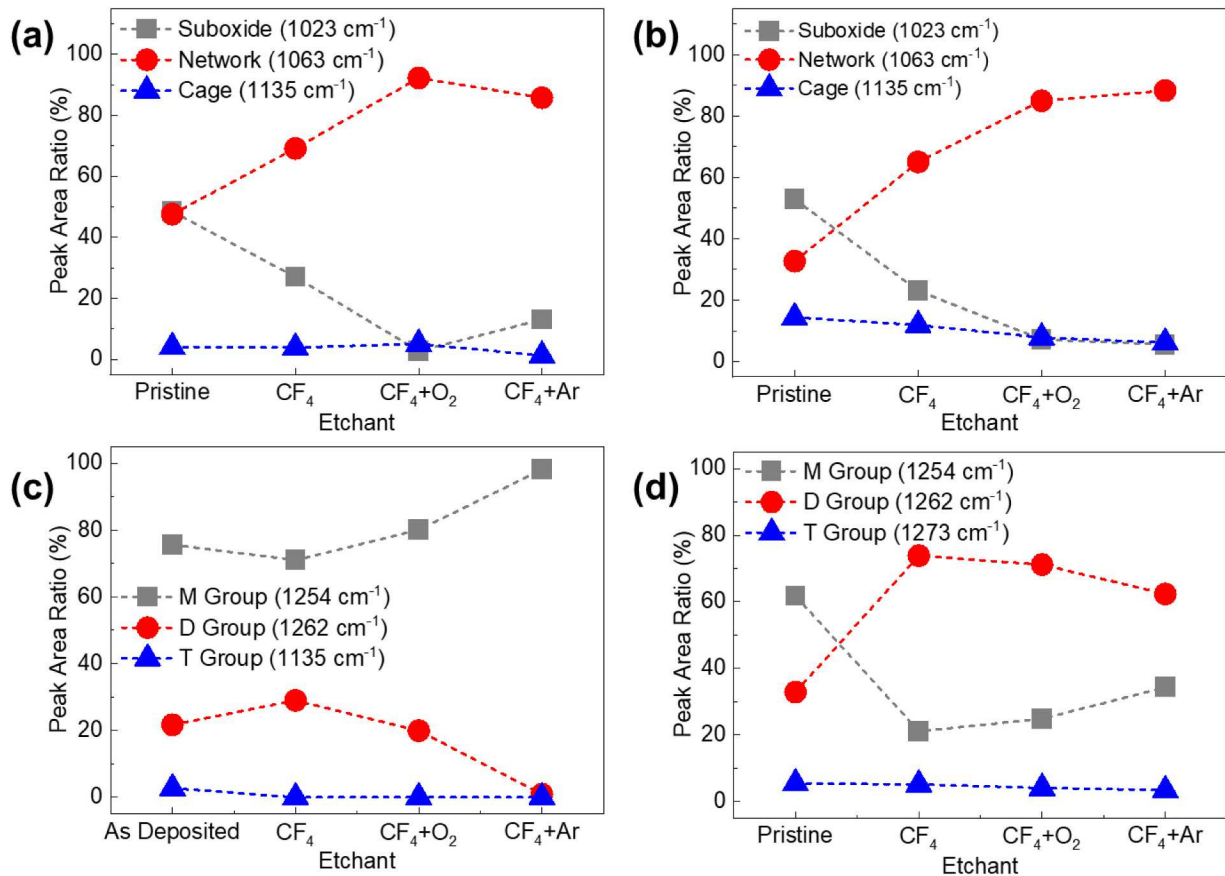 (a)
Suboxide (1023 cm⁻¹)
Network (1063 cm⁻¹)
Cage (1135 cm⁻¹)
100
80
60
40
20
0
Peak Area Ratio (%)
Pristine CF₄ CF₄+O₂ CF₄+Ar
Etchant
(b)
Suboxide (1023 cm⁻¹)
Network (1063 cm⁻¹)
Cage (1135 cm⁻¹)
100
80
60
40
20
0
Peak Area Ratio (%)
Pristine CF₄ CF₄+O₂ CF₄+Ar
Etchant
(c)
100
80
60
40
20
0
Peak Area Ratio (%)
M Group (1254 cm⁻¹)
D Group (1262 cm⁻¹)
T Group (1135 cm⁻¹)
As Deposited CF₄ CF₄+O₂ CF₄+Ar
Etchant
(d)
M Group (1254 cm⁻¹)
D Group (1262 cm⁻¹)
T Group (1273 cm⁻¹)
100
80
60
40
20
0
Peak Area Ratio (%)
Pristine CF₄ CF₄+O₂ CF₄+Ar
Etchant